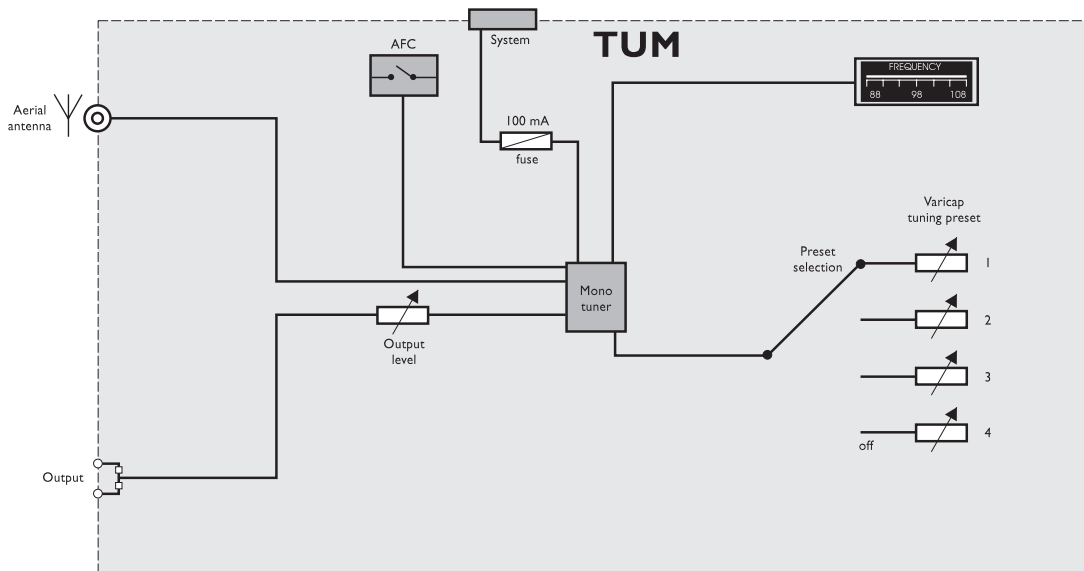 System
TUM
AFC
FREQUENCY
88 98 108
Aerial
antenna
100 mA
fuse
Varicap
tuning preset
Preset
selection
1
Mono
tuner
2
Output
level
3
4
off
Output